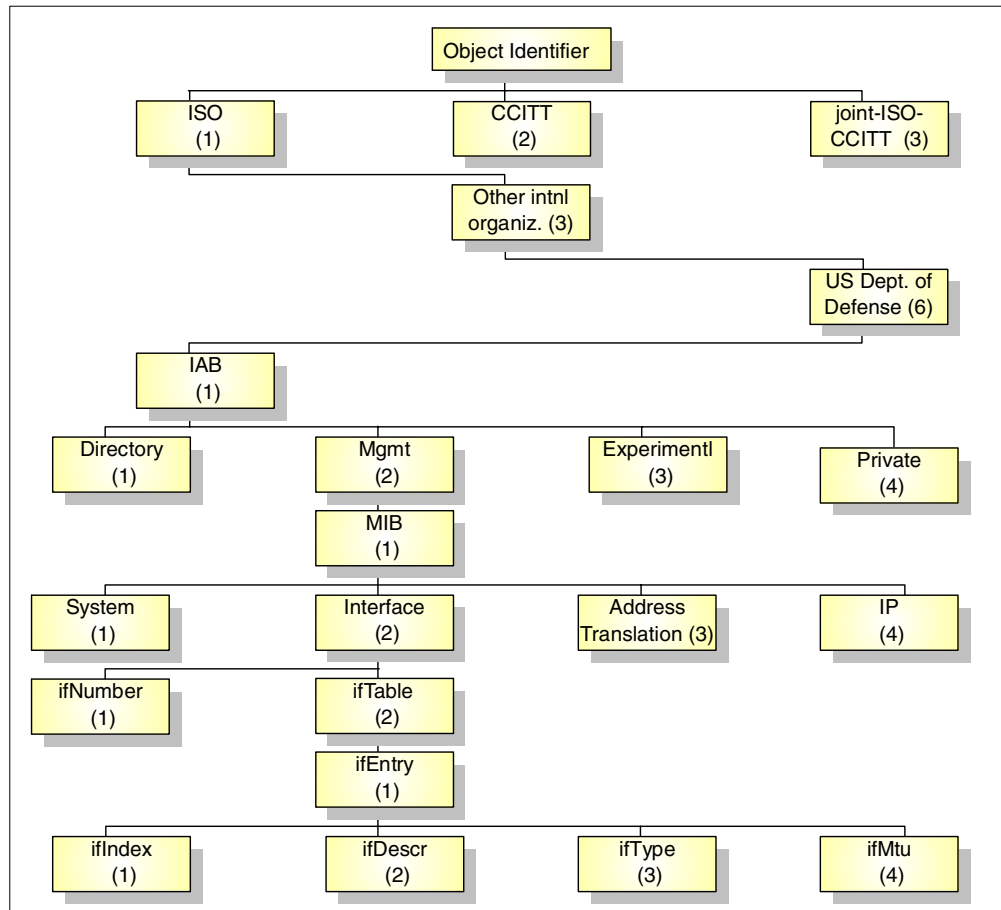 Object Identifier
ISO
(1)
CCITT
(2)
joint-ISO-
CCITT (3)
Other intnl
organiz. (3)
US Dept. of
Defense (6)
IAB
(1)
Directory
(1)
Mgmt
(2)
Experimentl
(3)
Private
(4)
MIB
(1)
System
(1)
Interface
(2)
Address
Translation (3)
IP
(4)
ifNumber
(1)
ifTable
(2)
ifEntry
(1)
ifIndex
(1)
ifDescr
(2)
ifType
(3)
ifMtu
(4)